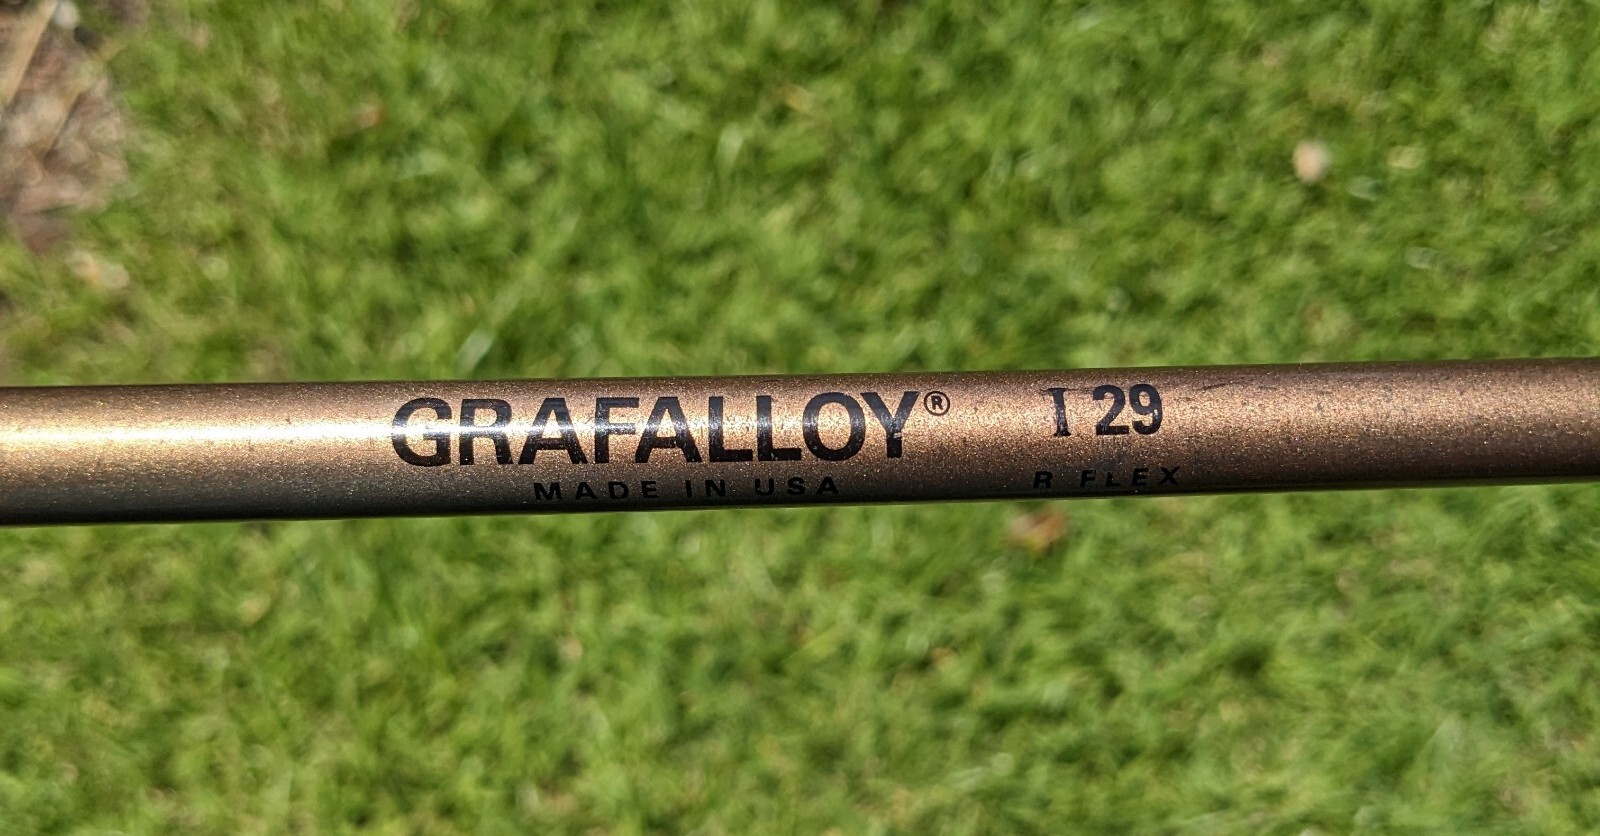 GRAFALLOY® I 29
MADE IN USA R FLEX